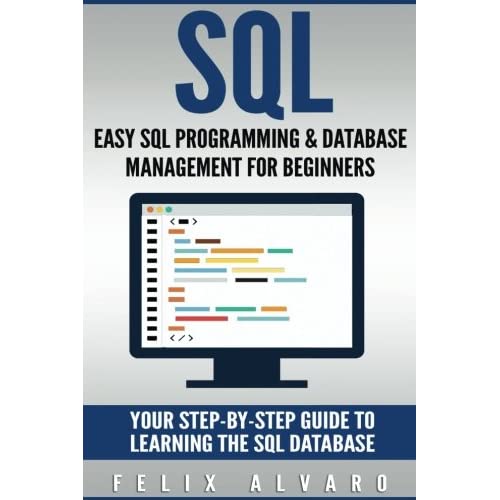 SQL
EASY SQL PROGRAMMING & DATABASE
MANAGEMENT FOR BEGINNERS
< >
</>
YOUR STEP-BY-STEP GUIDE TO
LEARNING THE SQL DATABASE
FELIX ALVARO